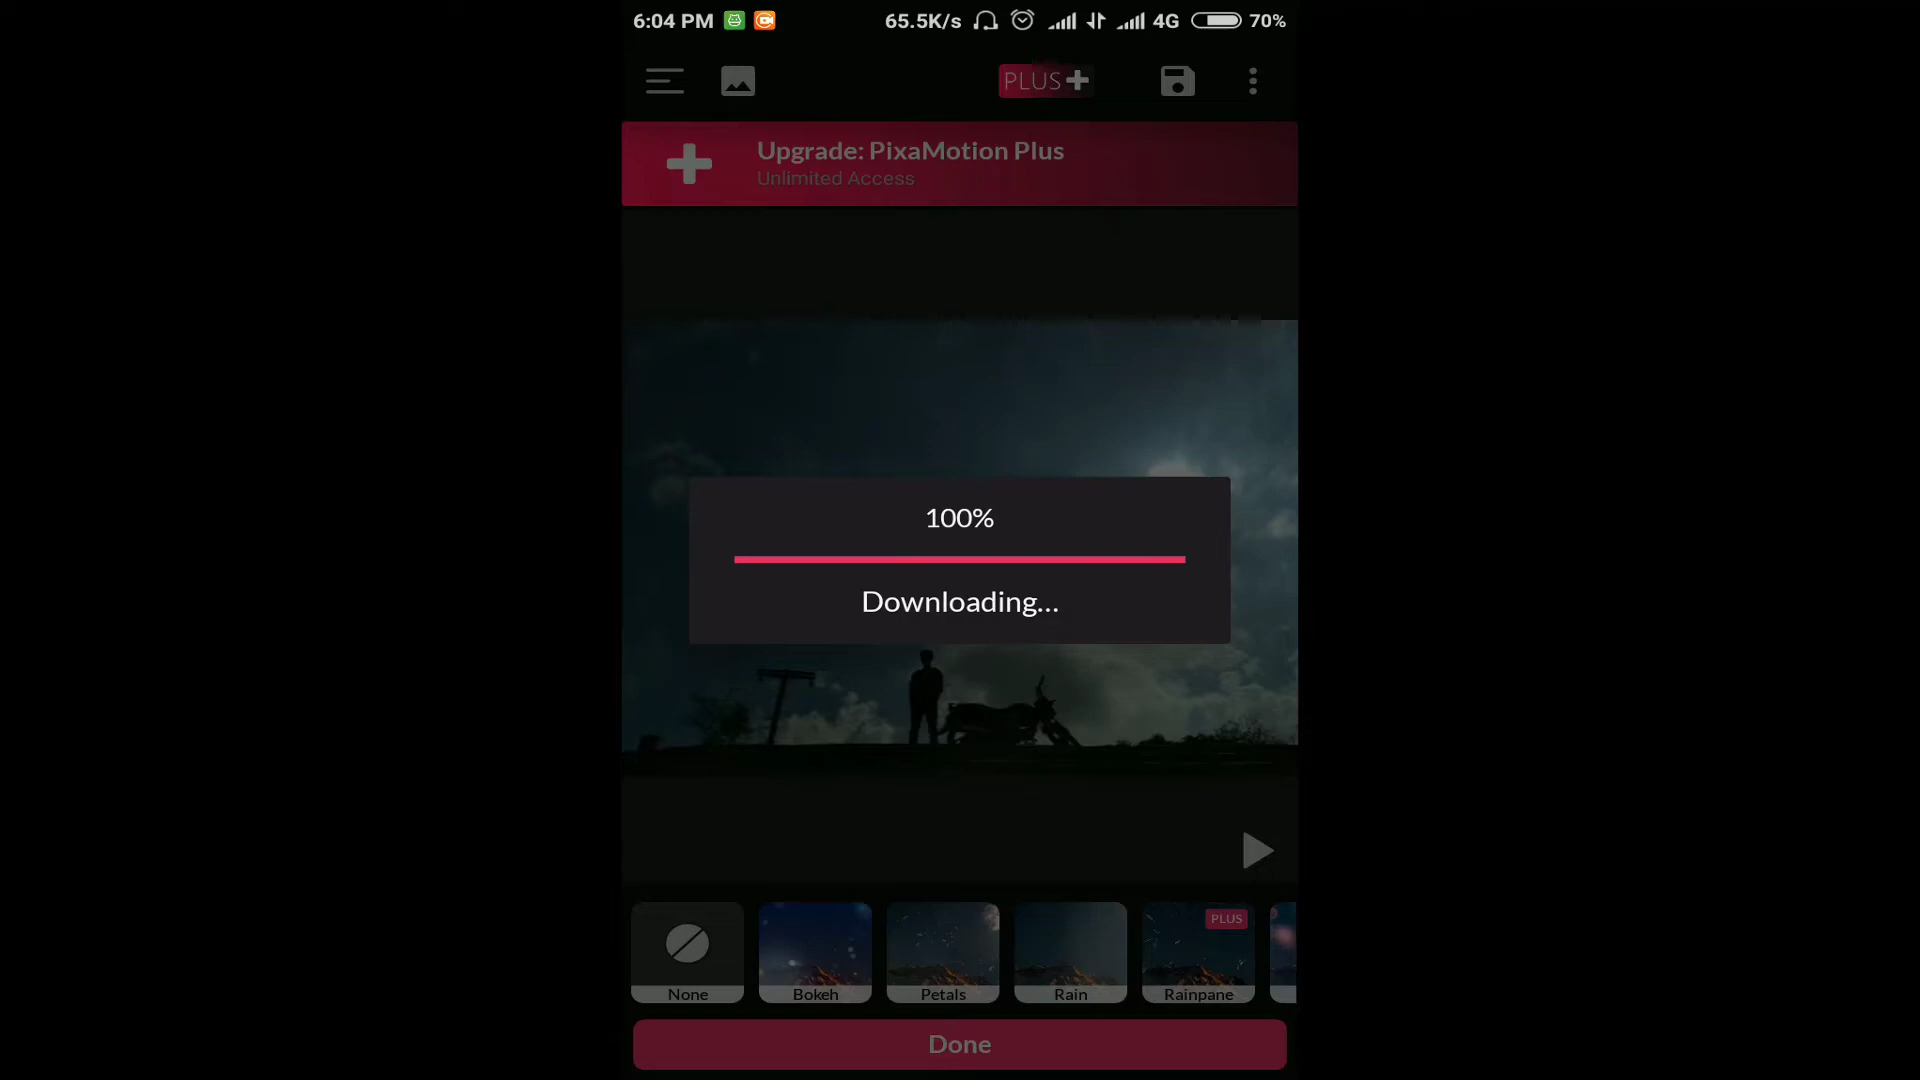 6:04 PM 65.5K/s 4G 70%
PLUS
Upgrade: PixaMotion Plus
Unlimited Access
100%
Downloading...
PLUS
None Bokeh Petals Rain Rainpane
Done